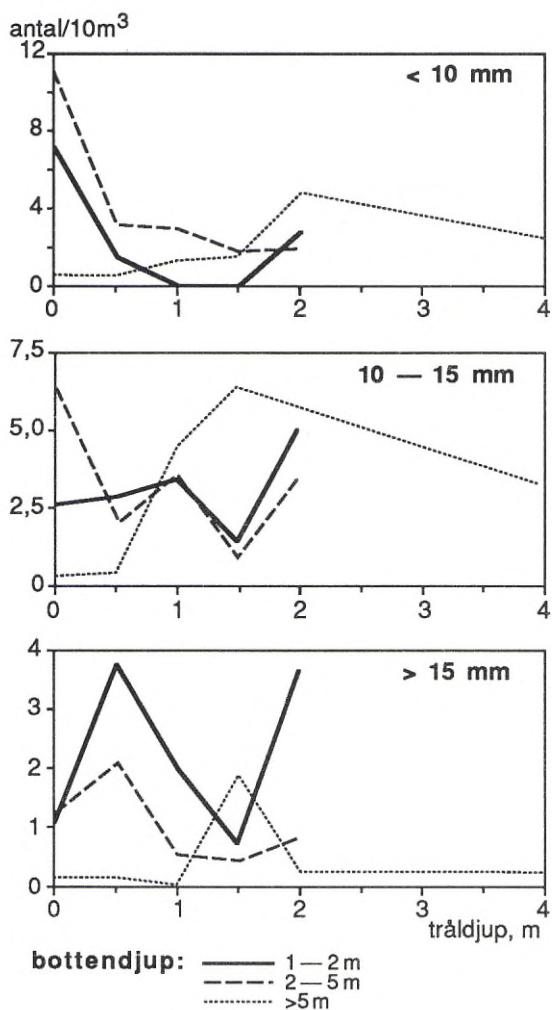 antal/10m³
12
< 10 mm
8
4
0
0 1 2 3 4
7,5
10 — 15 mm
5,0
2,5
0
0 1 2 3 4
4
> 15 mm
3
2
1
0
0 1 2 3 4
tråldjup, m
bottendjup:
1 — 2 m
2 — 5 m
>5 m